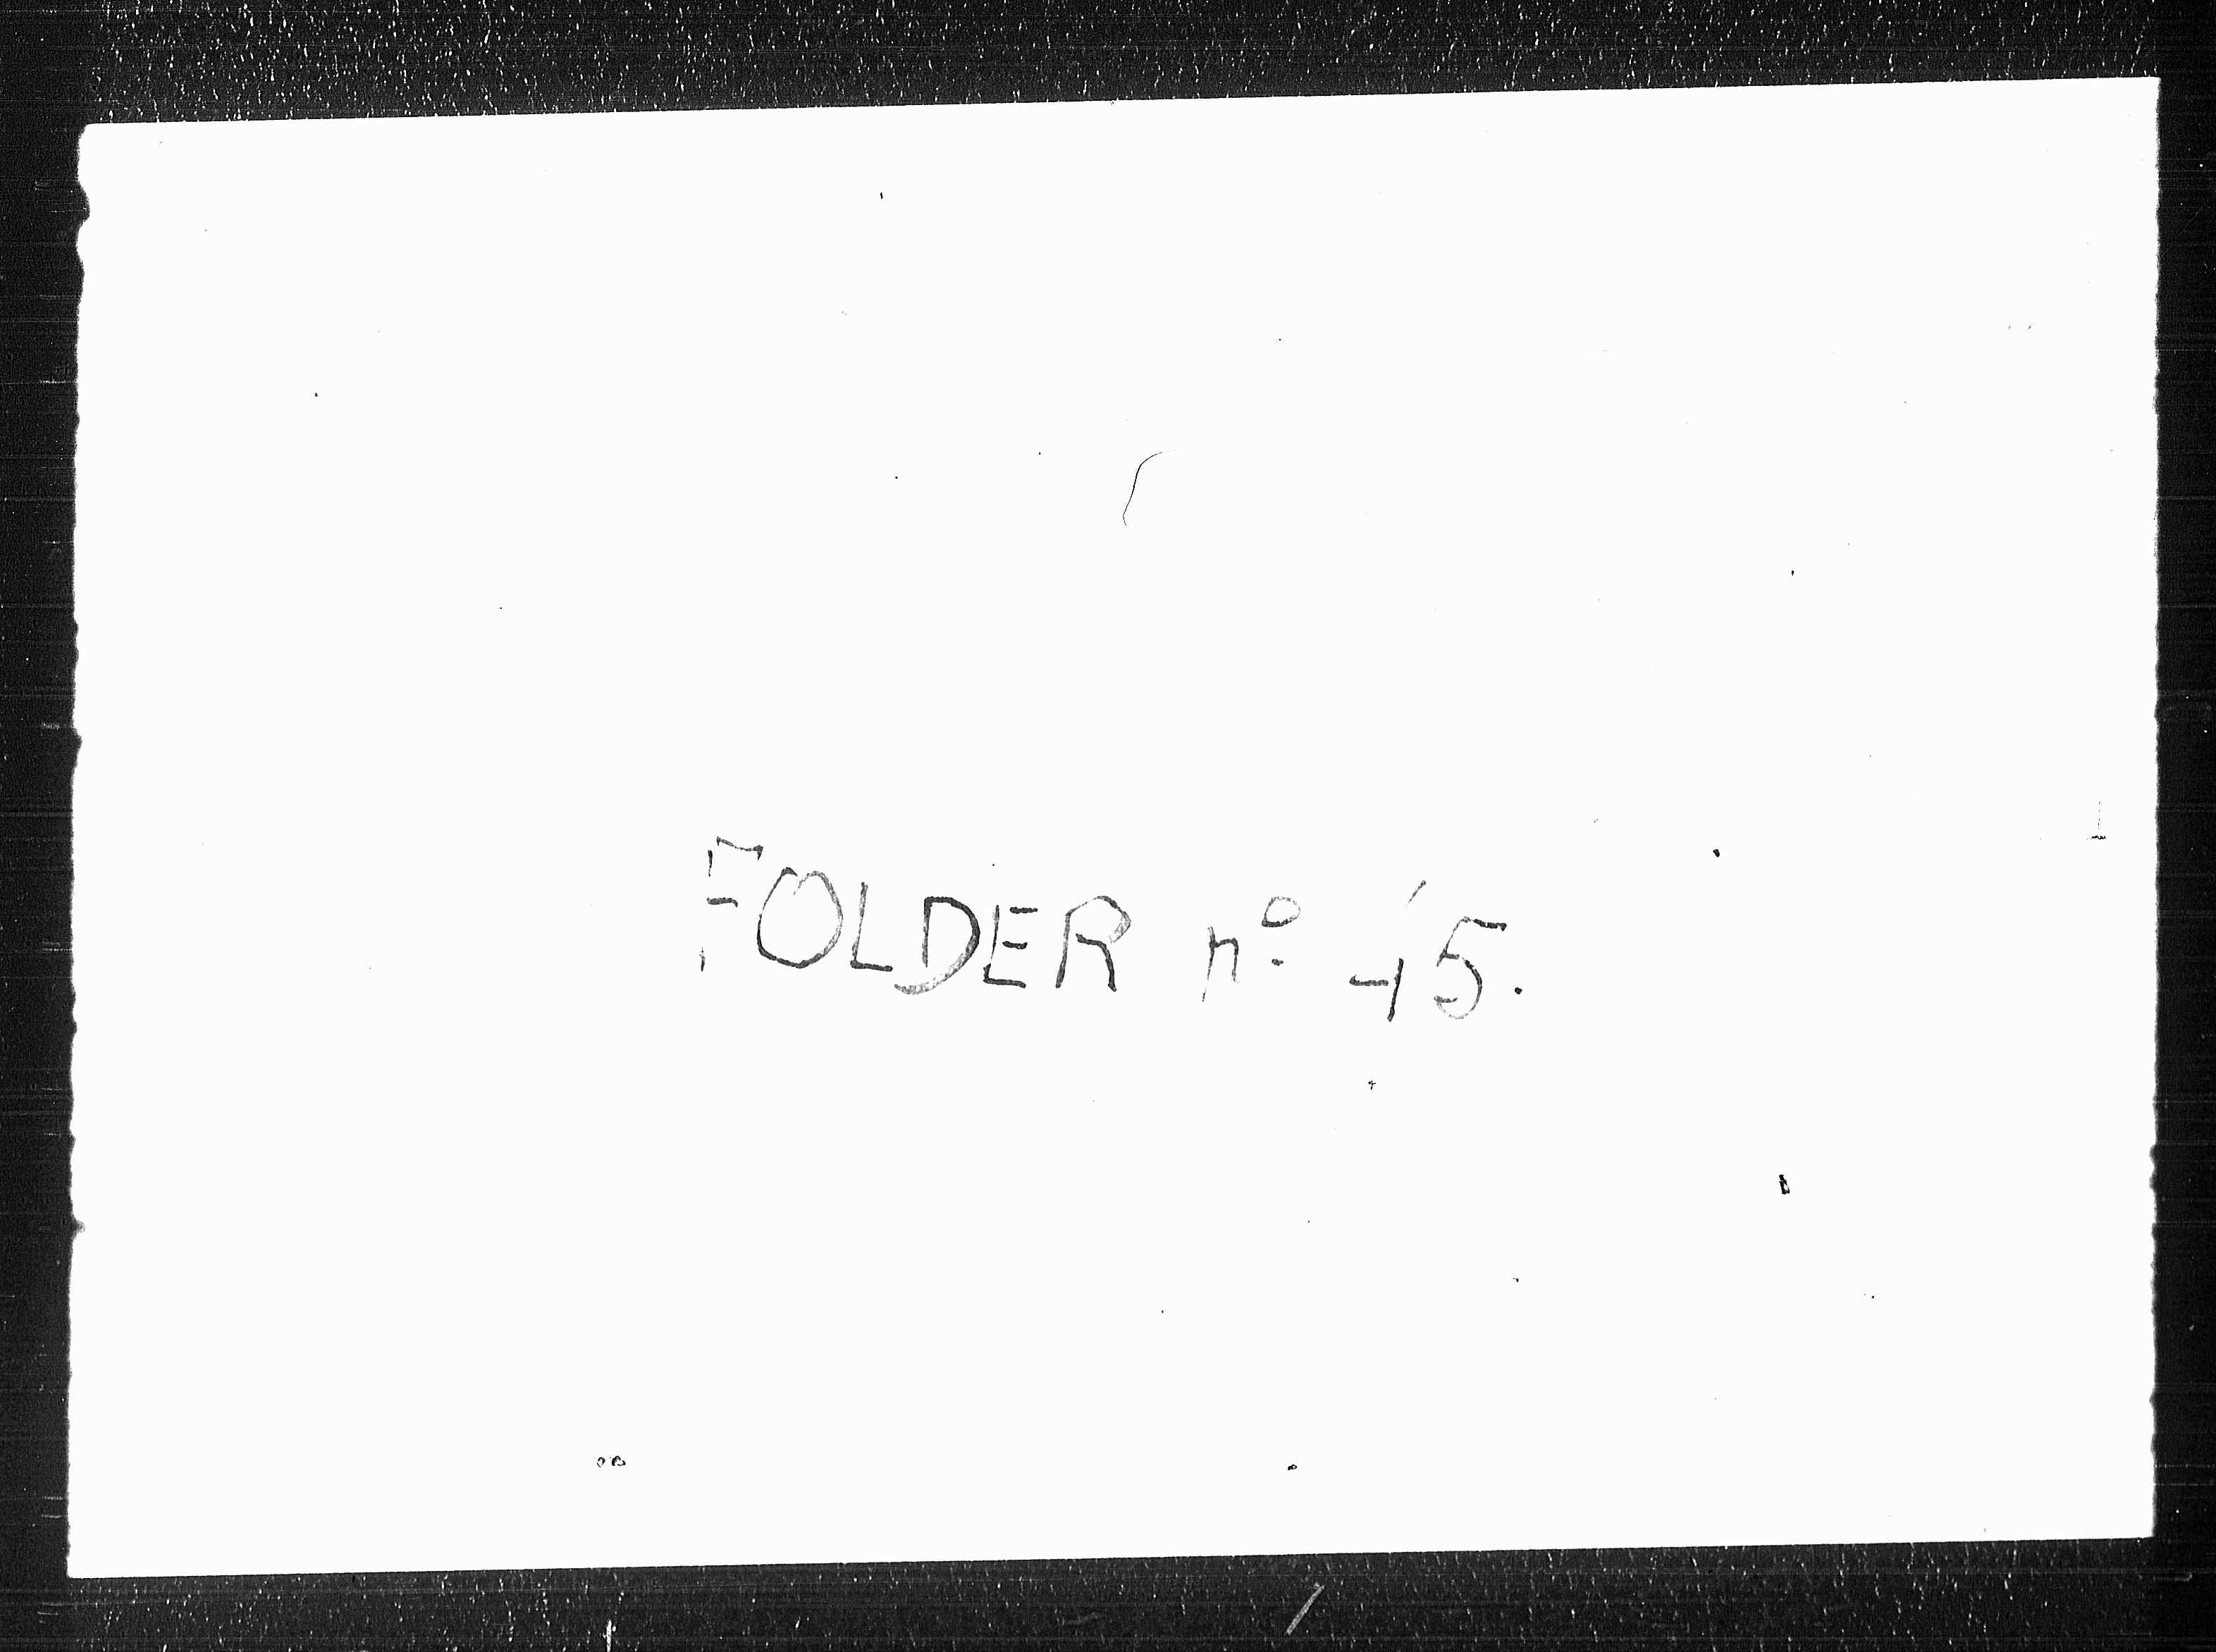 FOLDER nº 45.